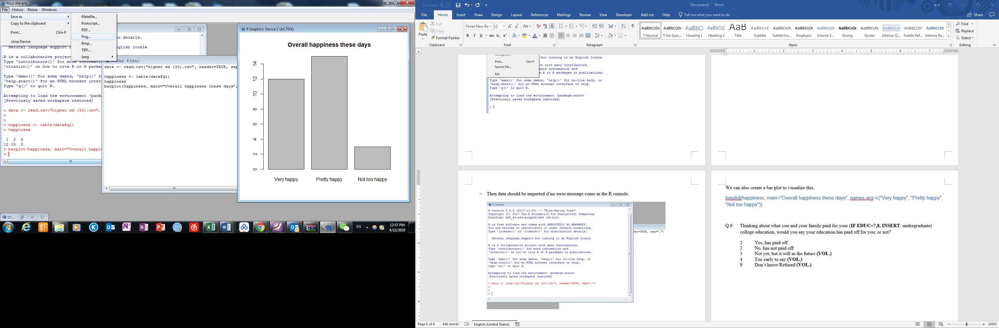 RGui (64-bit)
File History Resize Windows
Save as
Copy to the clipboard
Print... Ctrl+P
close Device
Metafile...
Postscript...
PDF...
Png...
Bmp...
TIFF...
Jpeg
on details.
Natural language support b
nglish locale
R is a collaborative project
Type 'contributors()' for more informati
'citation()' on how to cite R or R packa
Type 'demo()' for some demos, 'help()' f
'help.start()' for an HTML browser inter
Type 'q()' to quit R.
Attempting to load the environment ‘packa
[Previously saved workspace restored]
> data <- read.csv("higher ed (30).csv",
>
>
> happiness <- table(data$q1)
> happiness
1 2 3
12 15 3
> barplot(happiness, main="Overall happin
>
Untitled - R Editor
data <- read.csv("higher ed (30).csv", header=TRUE, sep
happiness <- table(data$q1)
happiness
barplot(happiness, main="Overall happiness these days",
R Graphics: Device 2 (ACTIVE)
Overall happiness these days
14
12
10
8
6
4
2
0
Very happy Pretty happy Not too happy
D:\...
EN
12:57 PM
4/22/2018
AutoSave Off
Document2 - Word
w xl
File Home Insert Draw Design Layout References Mailings Review View Developer Add-ins Help Tell me what you want to do
Share
Paste
Cut
Copy
Format Painter
Clipboard
Times New Ro 12
Font
Paragraph
AaBbCcDc AaBbCcDc AaBbCc AaBbCcE AaB AaBbCcD AaBbCcDt AaBbCcDt AaBbCcDt AaBbCcDc AaBbCcDt AaBbCcDt AABBCCDE AABBCCDE
¶ Normal ¶ No Spac... Heading 1 Heading 2 Title Subtitle Subtle Em... Emphasis Intense E... Strong Quote Intense Q... Subtle Ref... Intense Re...
Styles
Find
Replace
Select
Editing
1 2 3 4 5 6 7
Print... Ctrl+P
Save to File...
Exit
but running in an English locale
ct with many contributors.
more information and
e R or R packages in publications.
Type 'demo()' for some demos, 'help()' for on-line help, or
'help.start()' for an HTML browser interface to help.
Type 'q()' to quit R.
Attempting to load the environment ‘package:stats’
[Previously saved workspace restored]
>
– Then data should be imported if no error message come in the R console.
R Console
R version 3.4.3 (2017-11-30) -- "Kite-Eating Tree"
Copyright (C) 2017 The R Foundation for Statistical Computing
Platform: x86_64-w64-mingw32/x64 (64-bit)
R is free software and comes with ABSOLUTELY NO WARRANTY.
You are welcome to redistribute it under certain conditions.
Type 'license()' or 'licence()' for distribution details.
Natural language support but running in an English locale
R is a collaborative project with many contributors.
Type 'contributors()' for more information and
'citation()' on how to cite R or R packages in publications.
Type 'demo()' for some demos, 'help()' for on-line help, or
'help.start()' for an HTML browser interface to help.
Type 'q()' to quit R.
Attempting to load the environment ‘package:stats’
[Previously saved workspace restored]
> data <- read.csv("higher ed (30).csv", header=TRUE, sep=",")
>
>
>
der=TRUE, sep=",")
We can also create a bar plot to visualize this.
barplot(happiness, main="Overall happiness these days", names.arg=c("Very happy", "Pretty happy",
"Not too happy"))
Q.9 Thinking about what you and your family paid for your (IF EDUC=7,8, INSERT: undergraduate)
college education, would you say your education has paid off for you, or not?
1 Yes, has paid off
2 No, has not paid off
3 Not yet, but it will in the future (VOL.)
4 Too early to say (VOL.)
9 Don’t know/Refused (VOL.)
Page 6 of 6 446 words English (United States)
100%